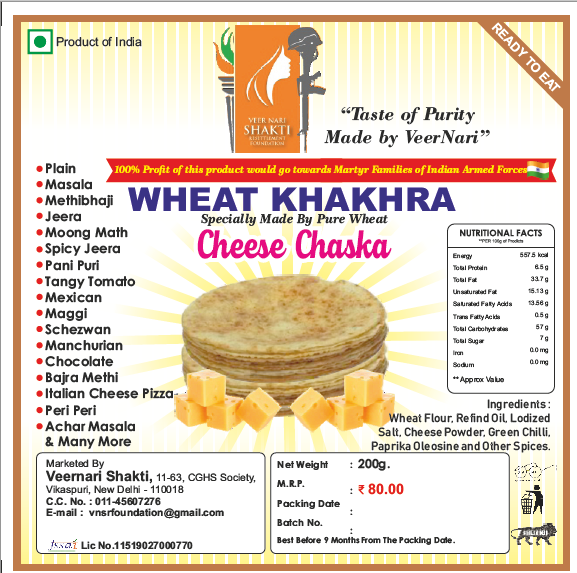 Product of India
READY TO EAT
VEER NARI
SHAKTI
RESETTLEMENT
FOUNDATION
“Taste of Purity
Made by VeerNari”
100% Profit of this product would go towards Martyr Families of Indian Armed Forces
WHEAT KHAKHRA
Specially Made By Pure Wheat
Cheese Chaska
• Plain
• Masala
• Methibhaji
• Jeera
• Moong Math
• Spicy Jeera
• Pani Puri
• Tangy Tomato
• Mexican
• Maggi
• Schezwan
• Manchurian
• Chocolate
• Bajra Methi
• Italian Cheese Pizza
• Peri Peri
• Achar Masala
& Many More
NUTRITIONAL FACTS
**PER 100g of Prodicts
Energy 557.5 kcal
Total Protein 6.5 g
Total Fat 33.7 g
Unsaturated Fat 15.13 g
Saturated Fatty Acids 13.56 g
Trans Fatty Acids 0.5 g
Total Carbohydrates 57 g
Total Sugar 7 g
Iron 0.0 mg
Sodium 0.0 mg
** Approx Value
Ingredients :
Wheat Flour, Refind Oil, Lodized
Salt, Cheese Powder, Green Chilli,
Paprika Oleosine and Other Spices.
Marketed By
Veernari Shakti, 11-63, CGHS Society,
Vikaspuri, New Delhi - 110018
C.C. No. : 011-45607276
E-mail : vnsrfoundation@gmail.com
fssai Lic No.11519027000770
Net Weight : 200g.
M.R.P. : ₹ 80.00
Packing Date :
Batch No. :
Best Before 9 Months From The Packing Date.